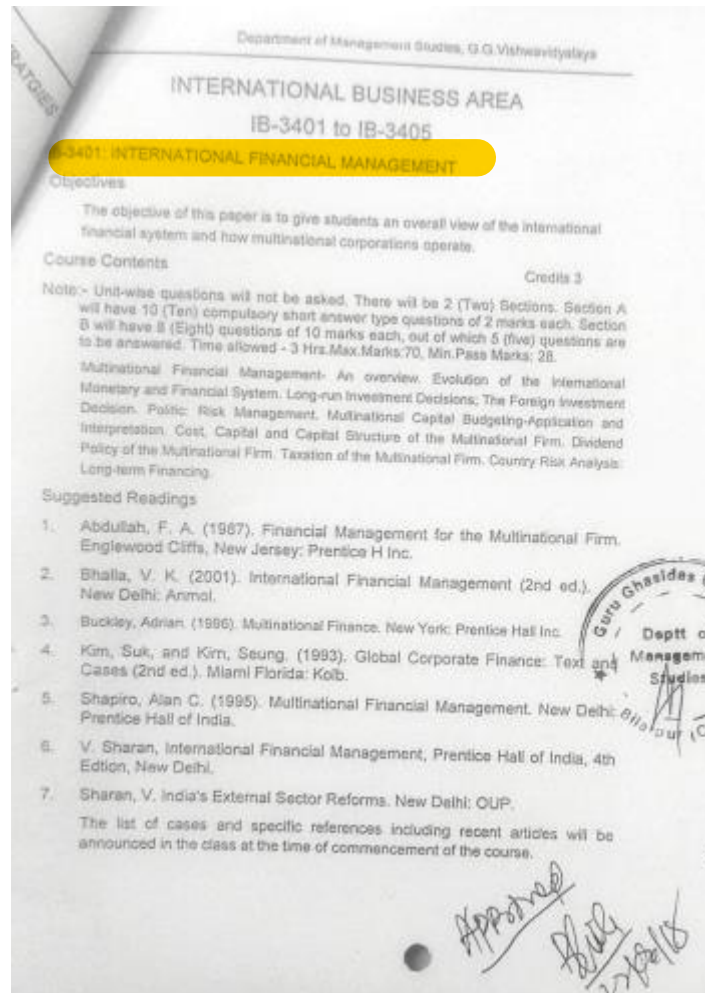 RATGIES
Department of Management Studies, G.G.Vishwavidyalaya
INTERNATIONAL BUSINESS AREA
IB-3401 to IB-3405
IB-3401: INTERNATIONAL FINANCIAL MANAGEMENT
Objectives
The objective of this paper is to give students an overall view of the international
financial system and how multinational corporations operate.
Course Contents
Credits 3
Note:- Unit-wise questions will not be asked. There will be 2 (Two) Sections. Section A
will have 10 (Ten) compulsory short answer type questions of 2 marks each. Section
B will have 8 (Eight) questions of 10 marks each, out of which 5 (five) questions are
to be answered. Time allowed - 3 Hrs.Max.Marks:70, Min.Pass Marks: 28.
Multinational Financial Management- An overview. Evolution of the International
Monetary and Financial System. Long-run Investment Decisions; The Foreign Investment
Decision. Politic: Risk Management. Multinational Capital Budgeting-Application and
Interpretation. Cost. Capital and Capital Structure of the Multinational Firm. Dividend
Policy of the Multinational Firm. Taxation of the Multinational Firm. Country Risk Analysis.
Long-term Financing.
Suggested Readings
1. Abdullah, F. A. (1987). Financial Management for the Multinational Firm.
Englewood Cliffs, New Jersey: Prentice H Inc.
2. Bhalla, V. K. (2001). International Financial Management (2nd ed.).
New Delhi: Anmol.
3. Buckley, Adrian. (1996). Multinational Finance. New York: Prentice Hall Inc.
4. Kim, Suk, and Kim, Seung. (1993). Global Corporate Finance: Text and
Cases (2nd ed.). Miami Florida: Kolb.
5. Shapiro, Alan C. (1995). Multinational Financial Management. New Delhi:
Prentice Hall of India.
6. V. Sharan, International Financial Management, Prentice Hall of India, 4th
Edtion, New Delhi.
7. Sharan, V. India's External Sector Reforms. New Delhi: OUP.
The list of cases and specific references including recent articles will be
announced in the class at the time of commencement of the course.
Guru Ghasidas
Deptt o
Managem
Studies
Bilaspur (C
Approved